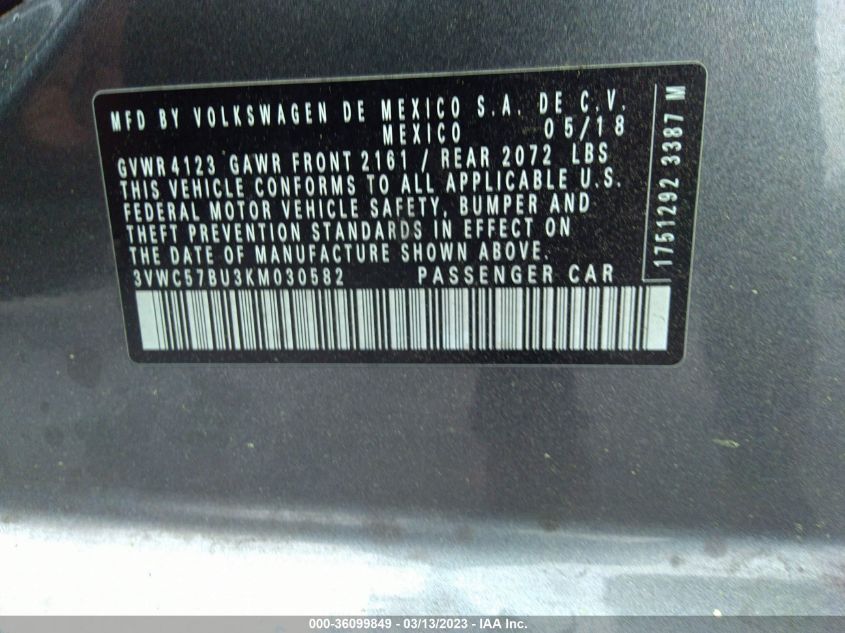 MFD BY VOLKSWAGEN DE MEXICO S.A. DE C.V.
MEXICO 05/18
GVWR 4123 GAWR FRONT 2161 / REAR 2072 LBS
THIS VEHICLE CONFORMS TO ALL APPLICABLE U.S.
FEDERAL MOTOR VEHICLE SAFETY, BUMPER AND
THEFT PREVENTION STANDARDS IN EFFECT ON
THE DATE OF MANUFACTURE SHOWN ABOVE.
3VWC57BU3KM030582 PASSENGER CAR
1751292 3387 M
000-36099849 - 03/13/2023 - © IAA Inc.